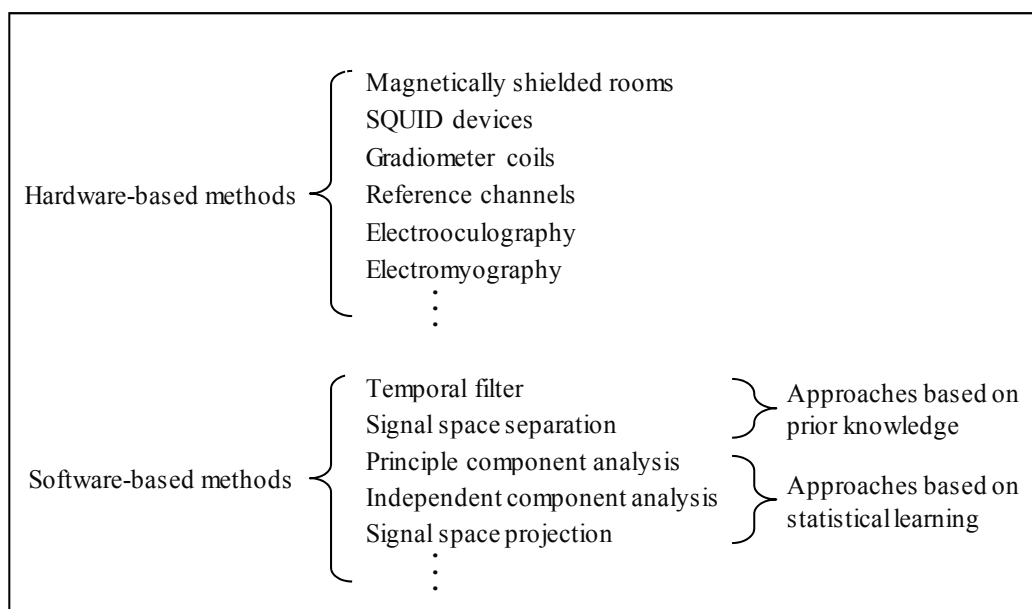 Hardware-based methods
Magnetically shielded rooms
SQUID devices
Gradiometer coils
Reference channels
Electrooculography
Electromyography
Software-based methods
Temporal filter
Signal space separation
Principle component analysis
Independent component analysis
Signal space projection
Approaches based on
prior knowledge
Approaches based on
statistical learning